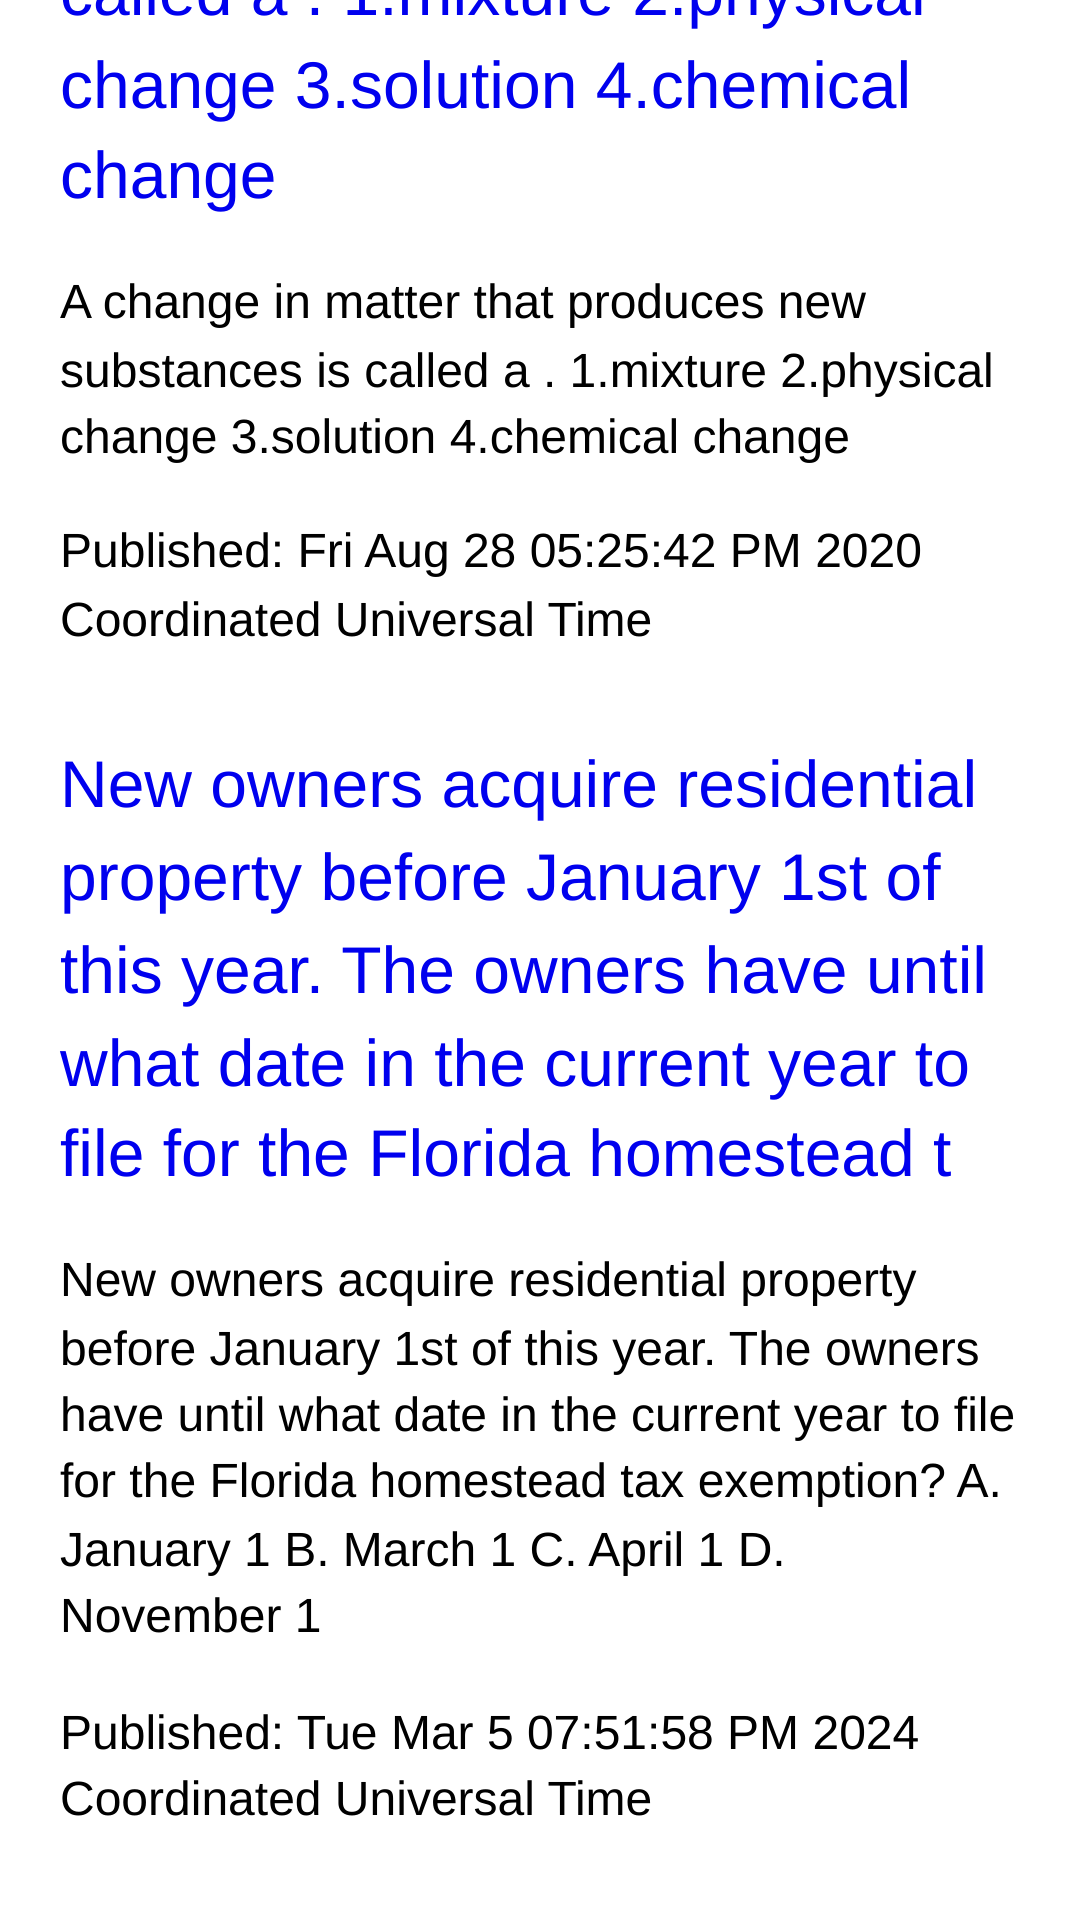 called a . 1.mixture 2.physical
change 3.solution 4.chemical
change
A change in matter that produces new
substances is called a . 1.mixture 2.physical
change 3.solution 4.chemical change
Published: Fri Aug 28 05:25:42 PM 2020
Coordinated Universal Time
New owners acquire residential
property before January 1st of
this year. The owners have until
what date in the current year to
file for the Florida homestead t
New owners acquire residential property
before January 1st of this year. The owners
have until what date in the current year to file
for the Florida homestead tax exemption? A.
January 1 B. March 1 C. April 1 D.
November 1
Published: Tue Mar 5 07:51:58 PM 2024
Coordinated Universal Time